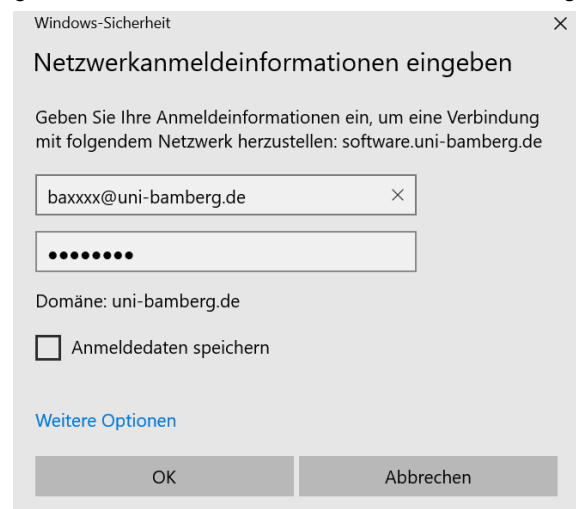 Windows-Sicherheit
Netzwerkanmeldeinformationen eingeben
Geben Sie Ihre Anmeldeinformationen ein, um eine Verbindung
mit folgendem Netzwerk herzustellen: software.uni-bamberg.de
baxxxx@uni-bamberg.de
●●●●●●●●
Domäne: uni-bamberg.de
Anmeldedaten speichern
Weitere Optionen
OK
Abbrechen